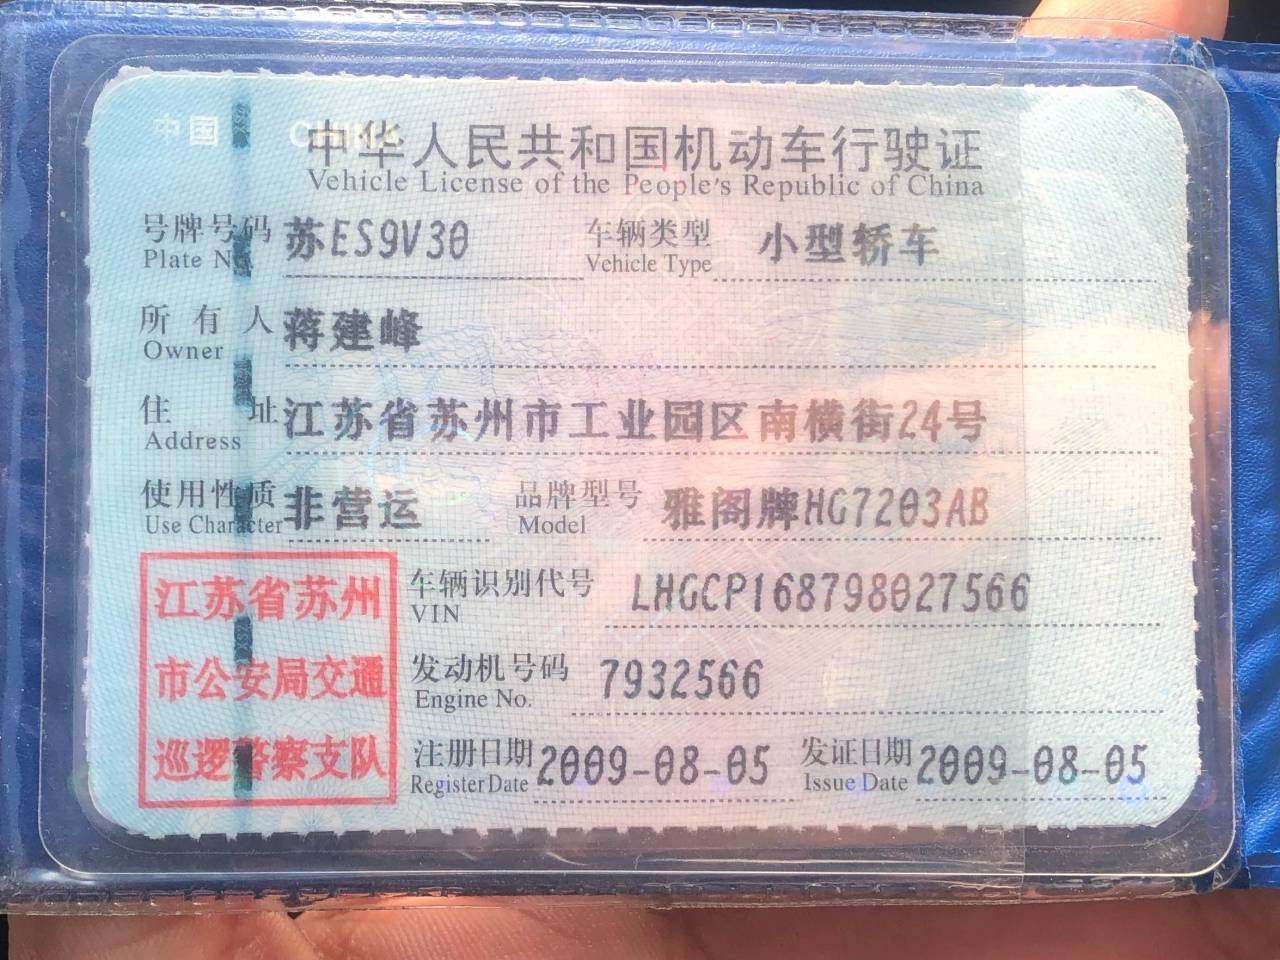 中国 CHINA
中华人民共和国机动车行驶证
Vehicle License of the People's Republic of China
号牌号码 苏ES9V30 车辆类型 小型轿车
Plate No. Vehicle Type
所有人 蒋建峰
Owner
住址 江苏省苏州市工业园区南横街24号
Address
使用性质 非营运 品牌型号 雅阁牌HG7203AB
Use Character Model
江苏省苏州
市公安局交通
巡逻警察支队
车辆识别代号 LHGCP168798027566
VIN
发动机号码 7932566
Engine No.
注册日期 2009-08-05 发证日期 2009-08-05
Register Date Issue Date